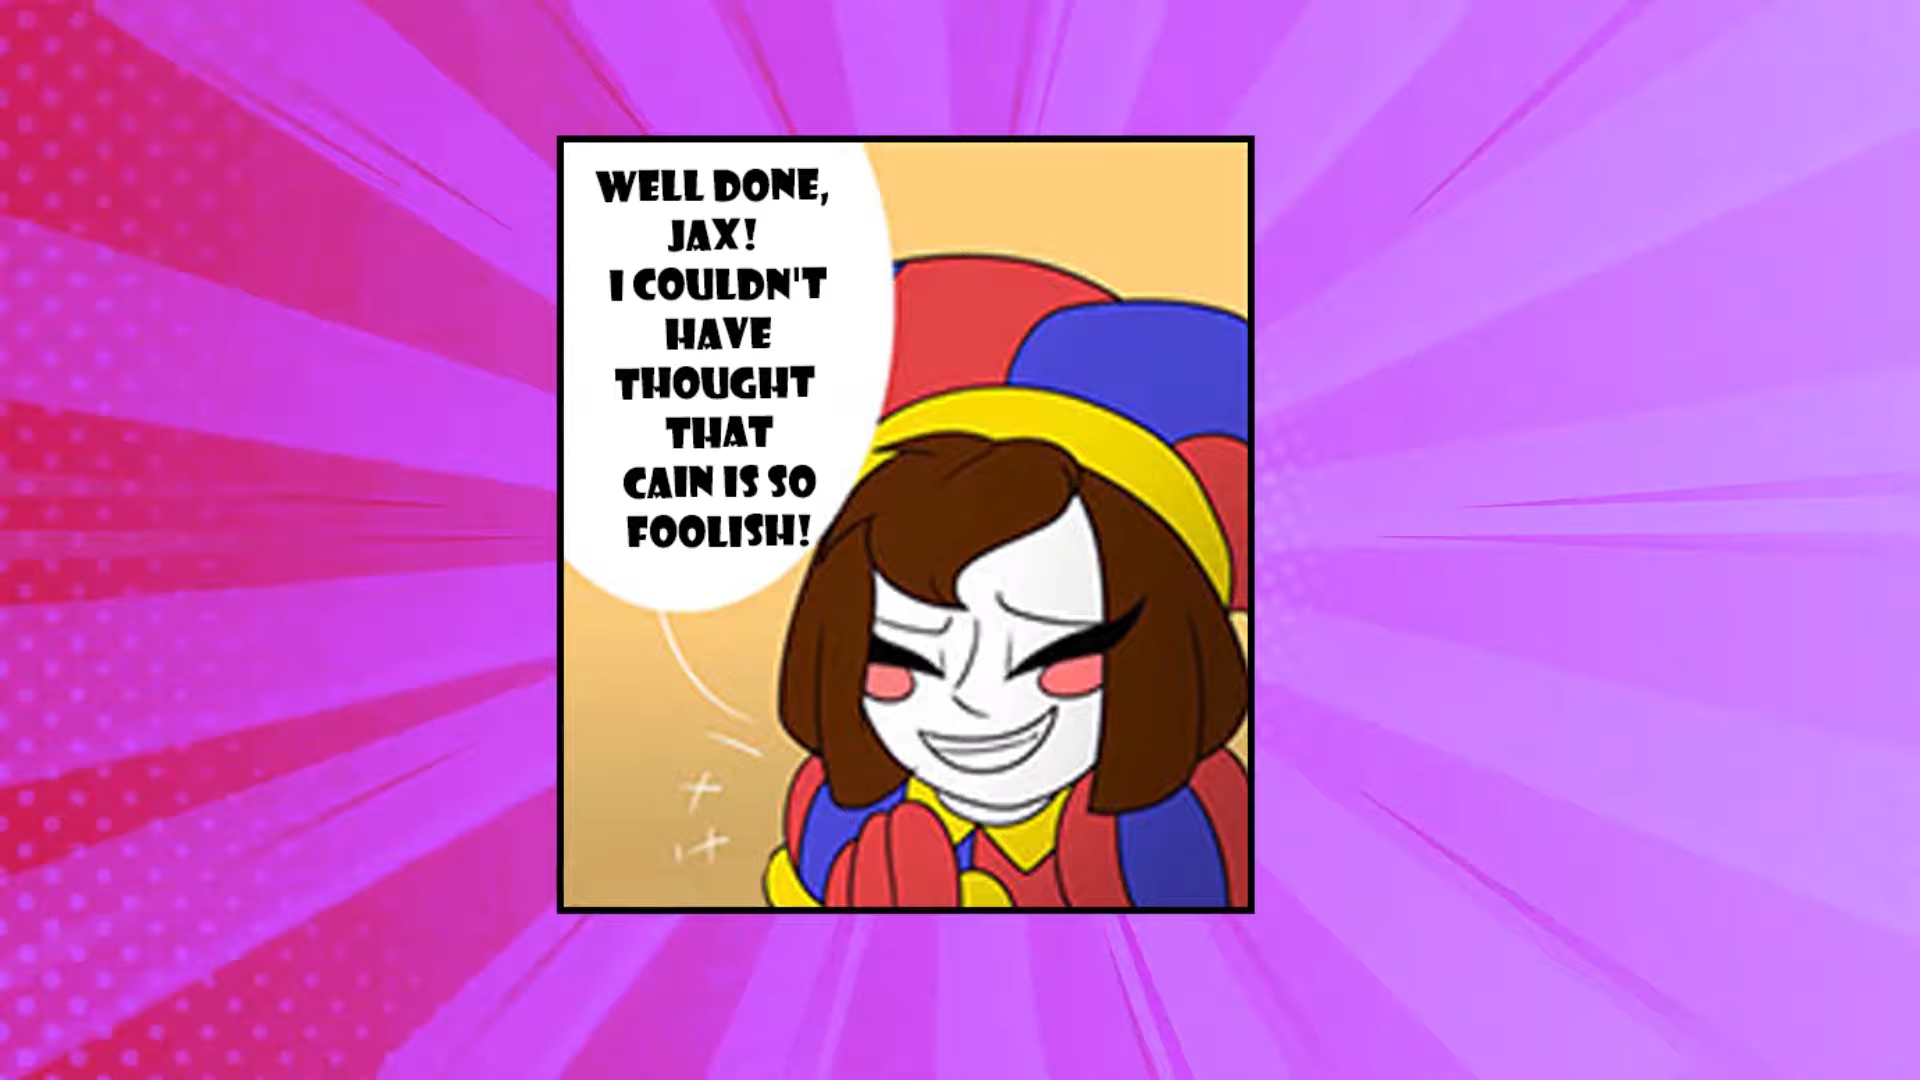 WELL DONE,
JAX!
I COULDN'T
HAVE
THOUGHT
THAT
CAIN IS SO
FOOLISH!